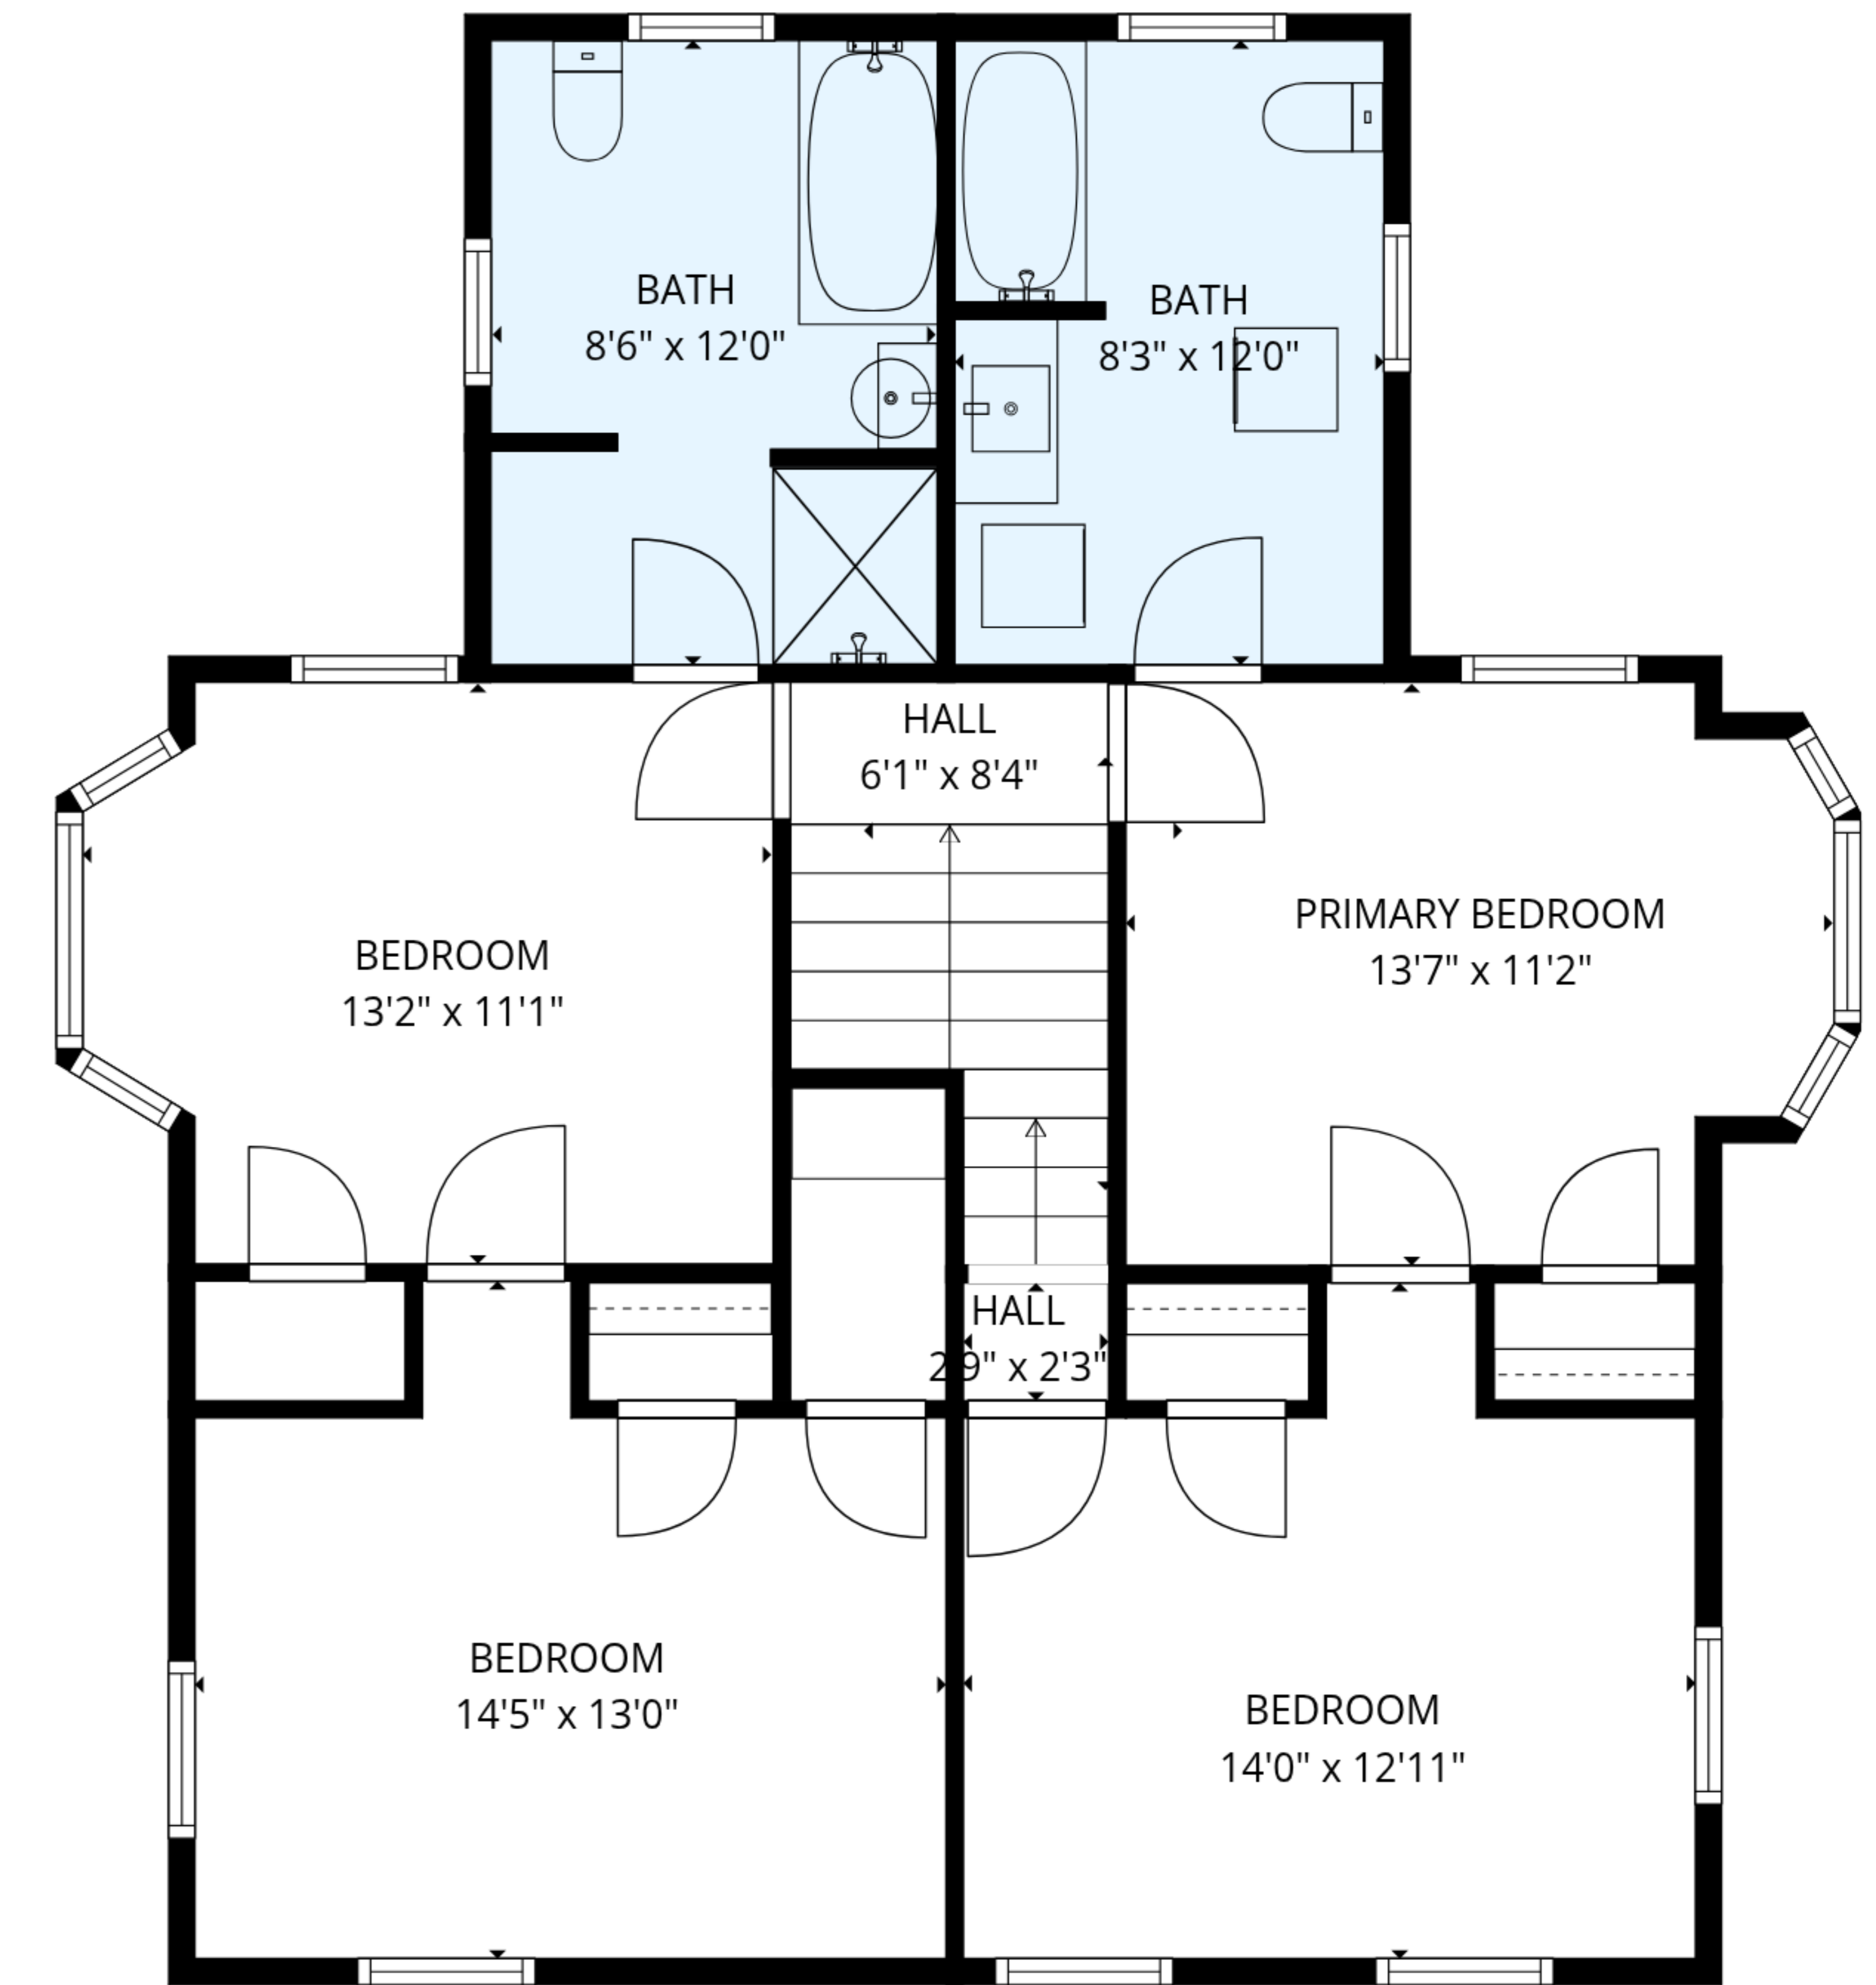 BATH
8'6" x 12'0"
BATH
8'3" x 12'0"
HALL
6'1" x 8'4"
PRIMARY BEDROOM
13'7" x 11'2"
BEDROOM
13'2" x 11'1"
HALL
2'9" x 2'3"
BEDROOM
14'5" x 13'0"
BEDROOM
14'0" x 12'11"